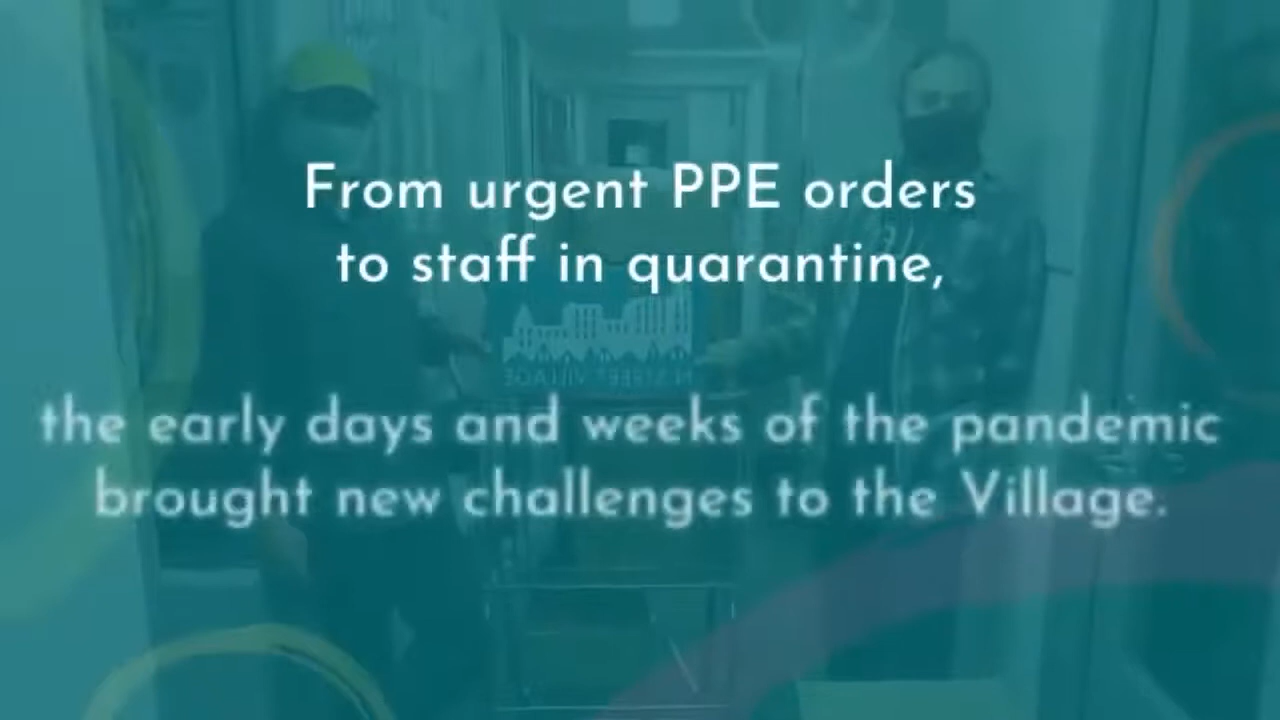 From urgent PPE orders
to staff in quarantine,
the early days and weeks of the pandemic
brought new challenges to the Village.